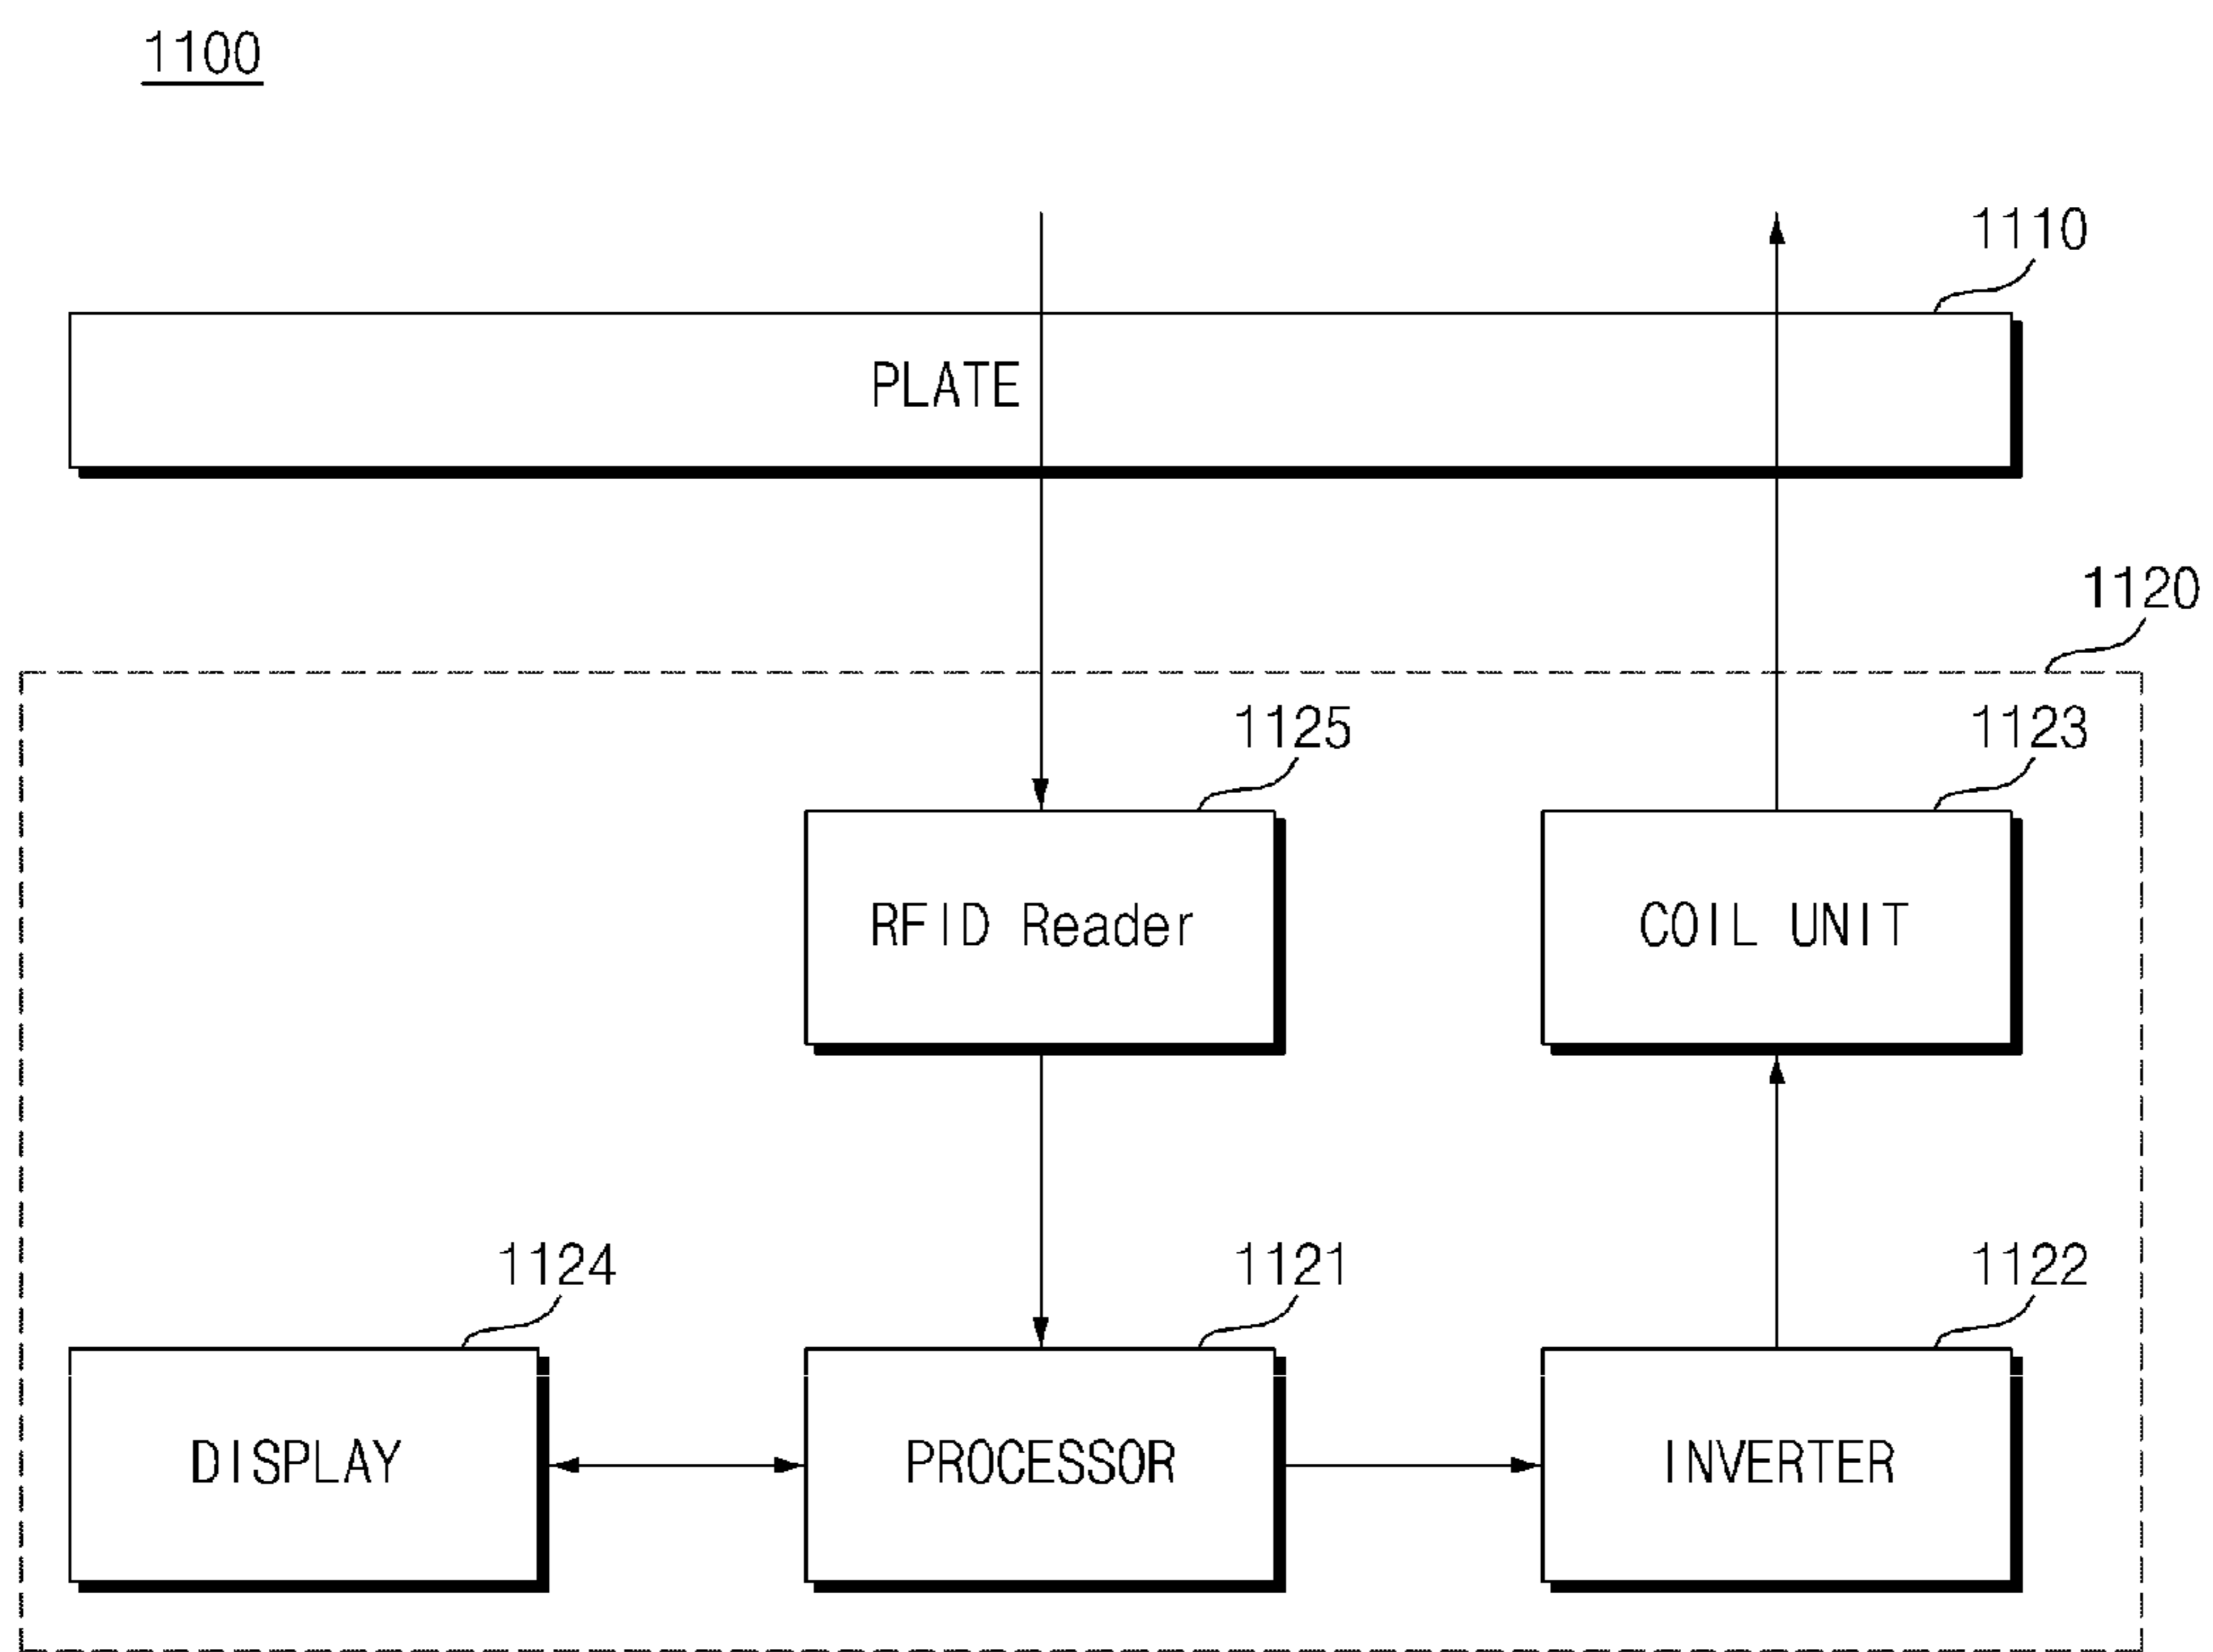 1100
1110
PLATE
1120
1125
1123
RFID Reader
COIL UNIT
1124
1121
1122
DISPLAY
PROCESSOR
INVERTER